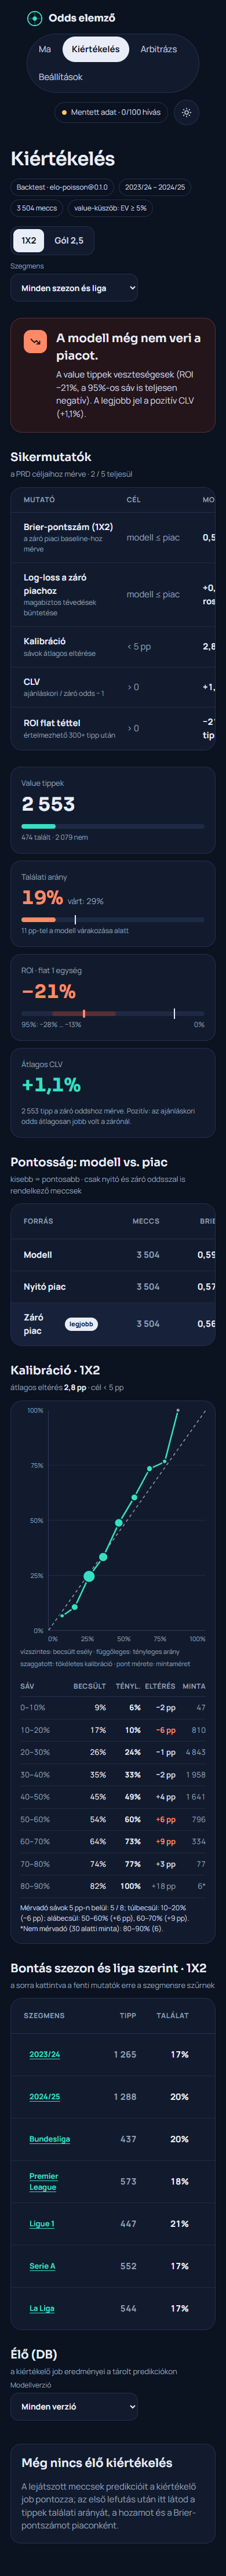 Odds elemző
Ma Kiértékelés Arbitrázs
Beállítások
Mentett adat · 0/100 hívás
Kiértékelés
Backtest · elo-poisson@0.1.0 2023/24 – 2024/25
3 504 meccs value-küszöb: EV ≥ 5%
1X2 Gól 2,5
Szegmens
Minden szezon és liga
A modell még nem veri a
piacot.
A value tippek veszteségesek (ROI
−21%, a 95%-os sáv is teljesen
negatív). A legjobb jel a pozitív CLV
(+1,1%).
Sikermutatók
a PRD céljaihoz mérve · 2 / 5 teljesül
MUTATÓ CÉL
Brier-pontszám (1X2)
a záró piaci baseline-hoz
mérve
modell ≤ piac
Log-loss a záró
piachoz
magabiztos tévedések
büntetése
modell ≤ piac
Kalibráció
sávok átlagos eltérése
< 5 pp
CLV
ajánláskori / záró odds − 1
> 0
ROI flat téttel
értelmezhető 300+ tipp után
> 0
Value tippek
2 553
474 talált · 2 079 nem
Találati arány
19% várt: 29%
11 pp-tel a modell várakozása alatt
ROI · flat 1 egység
−21%
95%: −28% … −13% 0%
Átlagos CLV
+1,1%
2 553 tipp a záró oddshoz mérve. Pozitív: az ajánláskori
odds átlagosan jobb volt a zárónál.
Pontosság: modell vs. piac
kisebb = pontosabb · csak nyitó és záró oddsszal is
rendelkező meccsek
FORRÁS MECCS
Modell 3 504
Nyitó piac 3 504
Záró
piac
legjobb 3 504
Kalibráció · 1X2
átlagos eltérés 2,8 pp · cél < 5 pp
100%
75%
50%
25%
0%
0% 25% 50% 75% 100%
vízszintes: becsült esély · függőleges: tényleges arány
szaggatott: tökéletes kalibráció · pont mérete: mintaméret
SÁV BECSÜLT TÉNYL. ELTÉRÉS MINTA
0–10% 9% 6% −2 pp 47
10–20% 17% 10% −6 pp 810
20–30% 26% 24% −1 pp 4 843
30–40% 35% 33% −2 pp 1 958
40–50% 45% 49% +4 pp 1 641
50–60% 54% 60% +6 pp 796
60–70% 64% 73% +9 pp 334
70–80% 74% 77% +3 pp 77
80–90% 82% 100% +18 pp 6*
Mérvadó sávok 5 pp-n belül: 5 / 8; túlbecsül: 10–20%
(−6 pp); alábecsül: 50–60% (+6 pp), 60–70% (+9 pp).
*Nem mérvadó (30 alatti minta): 80–90% (6).
Bontás szezon és liga szerint · 1X2
a sorra kattintva a fenti mutatók erre a szegmensre szűrnek
SZEGMENS TIPP TALÁLAT
2023/24 1 265 17%
2024/25 1 288 20%
Bundesliga 437 20%
Premier
League
573 18%
Ligue 1 447 21%
Serie A 552 17%
La Liga 544 17%
Élő (DB)
a kiértékelő job eredményei a tárolt predikciókon
Modellverzió
Minden verzió
Még nincs élő kiértékelés
A lejátszott meccsek predikcióit a kiértékelő
job pontozza; az első lefutás után itt látod a
tippek találati arányát, a hozamot és a Brier-
pontszámot piaconként.